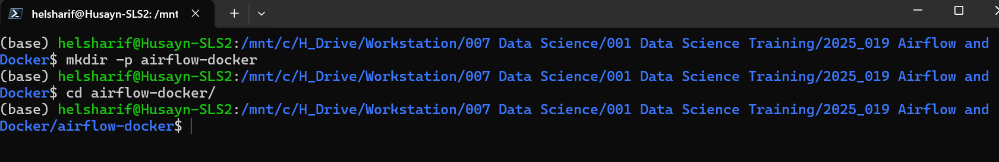 helsharif@Husayn-SLS2: /mnt
(base) helsharif@Husayn-SLS2:/mnt/c/H_Drive/Workstation/007 Data Science/001 Data Science Training/2025_019 Airflow and
Docker$ mkdir -p airflow-docker
(base) helsharif@Husayn-SLS2:/mnt/c/H_Drive/Workstation/007 Data Science/001 Data Science Training/2025_019 Airflow and
Docker$ cd airflow-docker/
(base) helsharif@Husayn-SLS2:/mnt/c/H_Drive/Workstation/007 Data Science/001 Data Science Training/2025_019 Airflow and
Docker/airflow-docker$